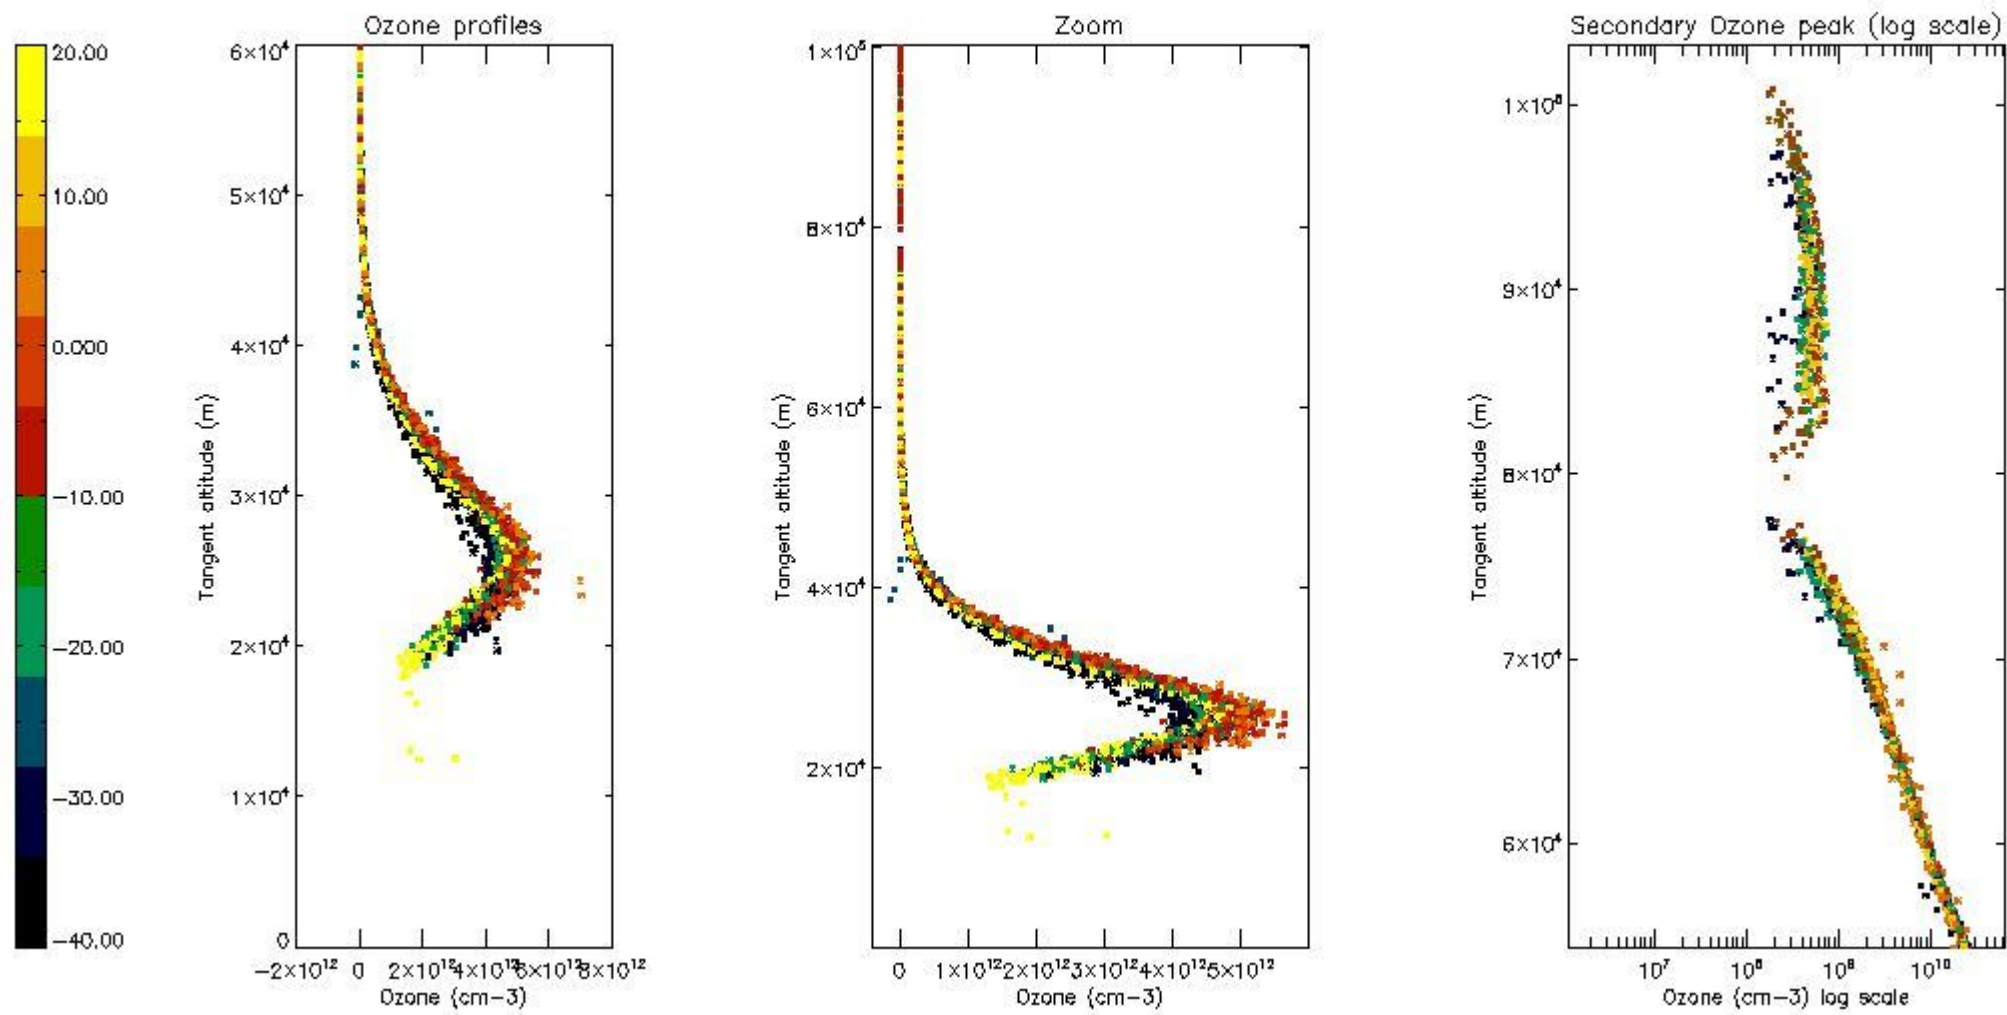 Ozone profiles
Zoom
Secondary Ozone peak (log scale)
20.00
10.00
0.000
-10.00
-20.00
-30.00
-40.00
6×10⁴
5×10⁴
4×10⁴
3×10⁴
2×10⁴
1×10⁴
0
Tangent altitude (m)
-2×10¹² 0 2×10¹² 4×10¹² 6×10¹² 8×10¹²
Ozone (cm-3)
1×10⁵
8×10⁴
6×10⁴
4×10⁴
2×10⁴
Tangent altitude (m)
0 1×10¹² 2×10¹² 3×10¹² 4×10¹² 5×10¹²
Ozone (cm-3)
9×10⁴
8×10⁴
7×10⁴
6×10⁴
Tangent altitude (m)
10⁷ 10¹⁰
Ozone (cm-3) log scale